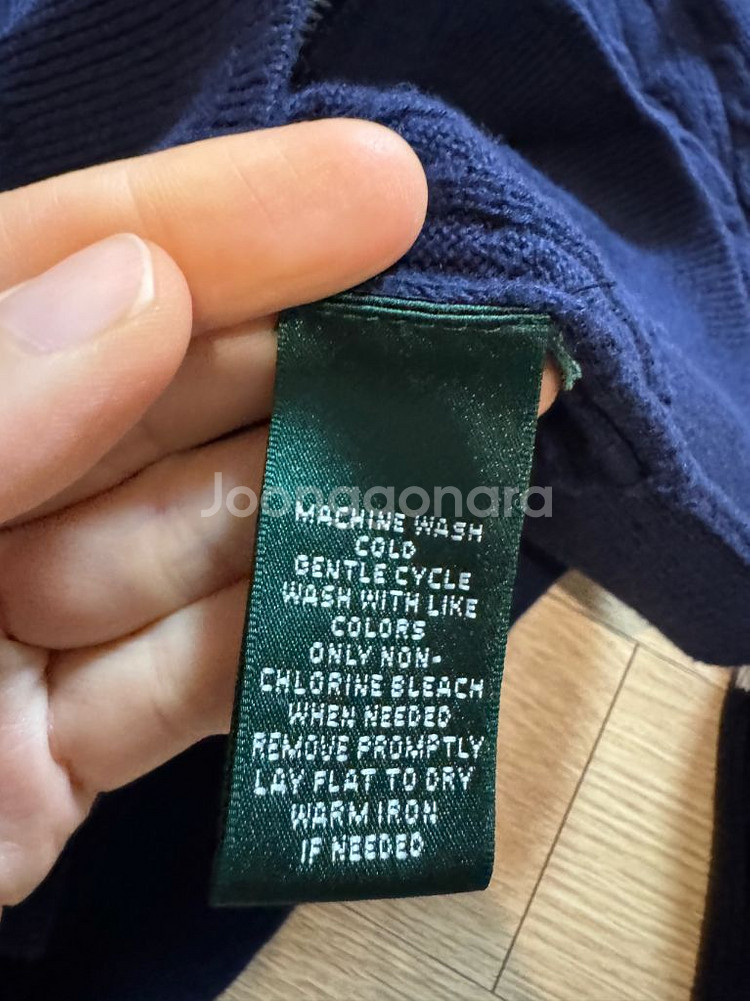 Joonggonara
MACHINE WASH
COLD
GENTLE CYCLE
WASH WITH LIKE
COLORS
ONLY NON-
CHLORINE BLEACH
WHEN NEEDED
REMOVE PROMPTLY
LAY FLAT TO DRY
WARM IRON
IF NEEDED